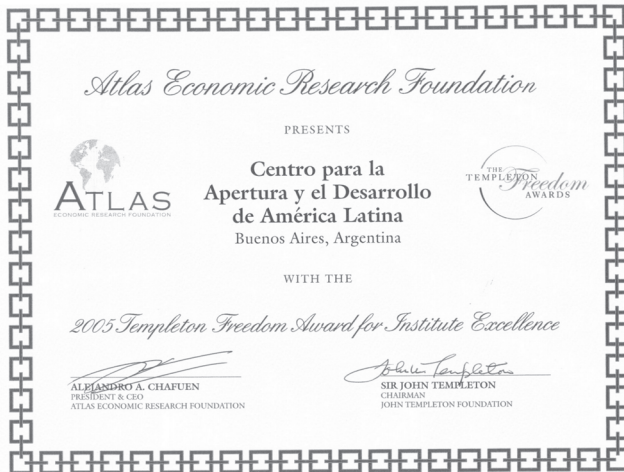 Atlas Economic Research Foundation
PRESENTS
ATLAS
ECONOMIC RESEARCH FOUNDATION
Centro para la
Apertura y el Desarrollo
de América Latina
Buenos Aires, Argentina
THE
TEMPLETON
Freedom
AWARDS
WITH THE
2005 Templeton Freedom Award for Institute Excellence
ALEJANDRO A. CHAFUEN
PRESIDENT & CEO
ATLAS ECONOMIC RESEARCH FOUNDATION
John Templeton
SIR JOHN TEMPLETON
CHAIRMAN
JOHN TEMPLETON FOUNDATION